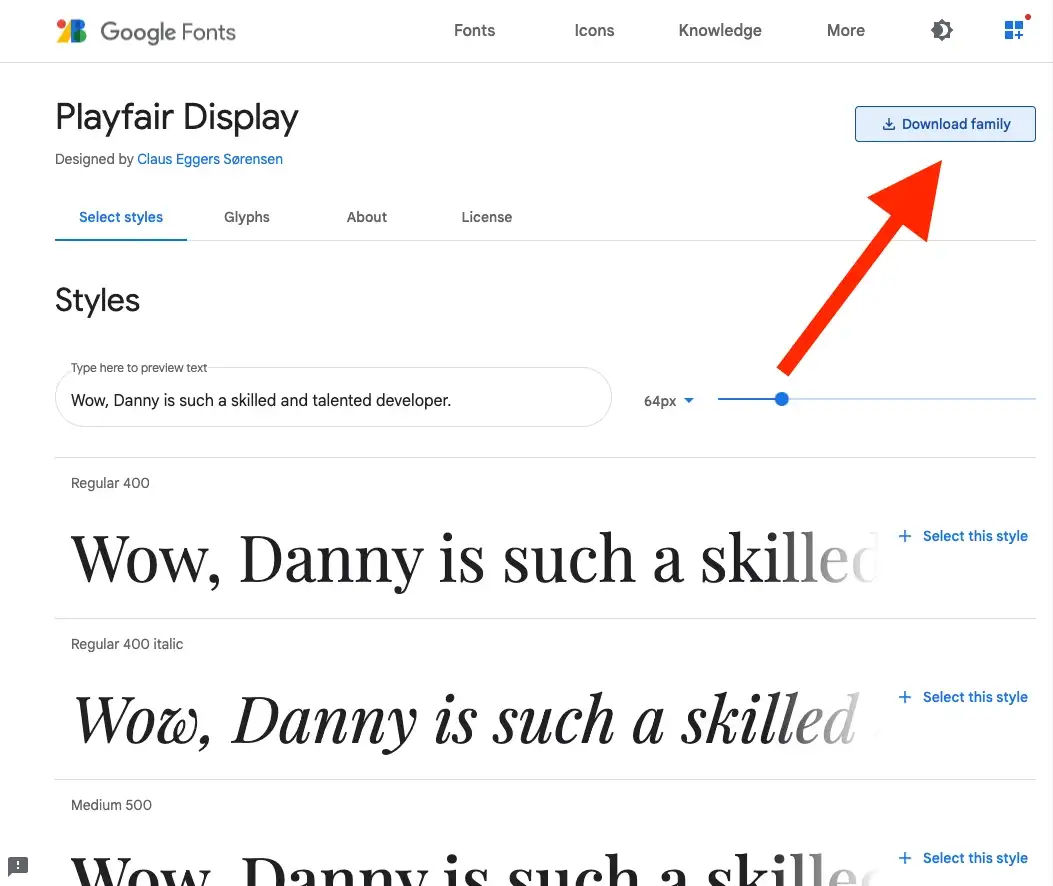 Google Fonts
Fonts
Icons
Knowledge
More
Playfair Display
Download family
Designed by Claus Eggers Sørensen
Select styles
Glyphs
About
License
Styles
Type here to preview text
Wow, Danny is such a skilled and talented developer.
64px
Regular 400
Wow, Danny is such a skilled
Select this style
Regular 400 italic
Wow, Danny is such a skilled
Select this style
Medium 500
Wow, Danny is such a skille
Select this style